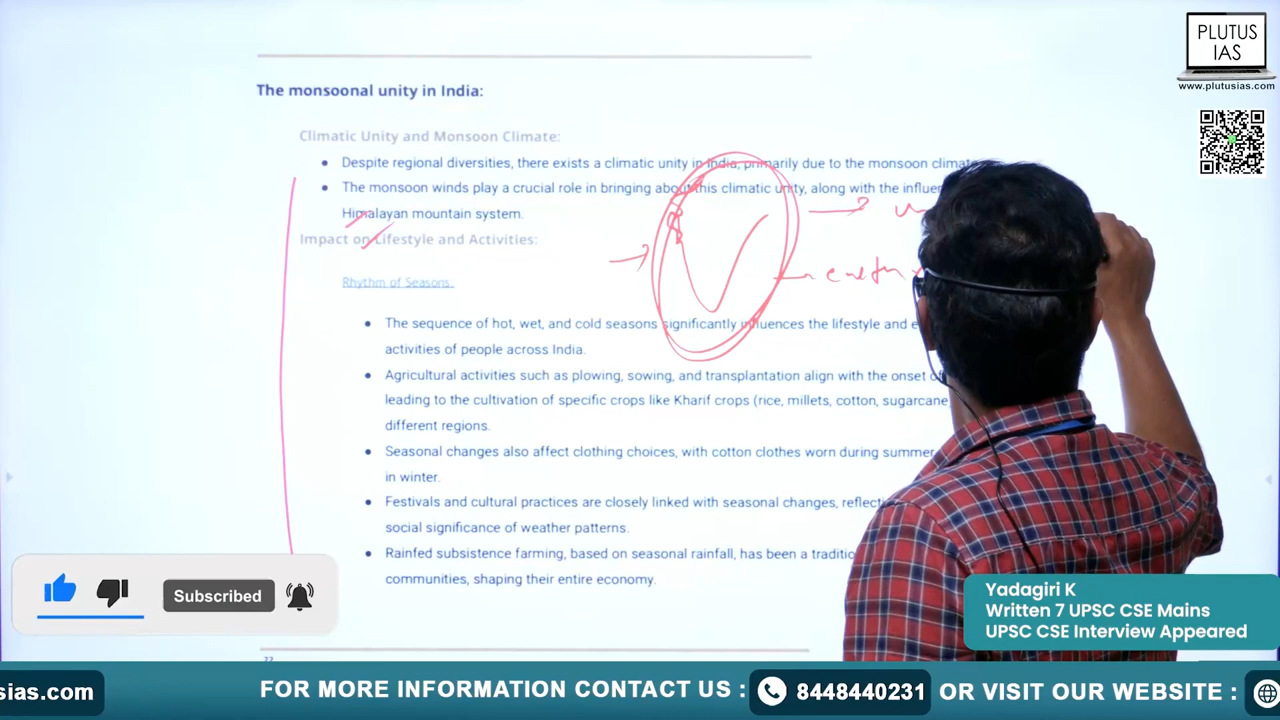 PLUTUS
IAS
www.plutusias.com
The monsoonal unity in India:
Climatic Unity and Monsoon Climate:
Despite regional diversities, there exists a climatic unity in India, primarily due to the monsoon climate
The monsoon winds play a crucial role in bringing about this climatic unity, along with the
Himalayan mountain system.
Impact on Lifestyle and Activities:
Rhythm of Seasons:
The sequence of hot, wet, and cold seasons significantly influences the lifestyle and
activities of people across India.
Agricultural activities such as plowing, sowing, and transplantation align with the onset of
leading to the cultivation of specific crops like Kharif crops (rice, millets, cotton, sugarcane,
different regions.
Seasonal changes also affect clothing choices, with cotton clothes worn during summer
in winter.
Festivals and cultural practices are closely linked with seasonal changes,
social significance of weather patterns.
Rainfed subsistence farming, based on seasonal rainfall, has been a
communities, shaping their entire economy.
Subscribed
Yadagiri K
Written 7 UPSC CSE Mains
UPSC CSE Interview Appeared
22
sias.com FOR MORE INFORMATION CONTACT US : 8448440231 OR VISIT OUR WEBSITE :